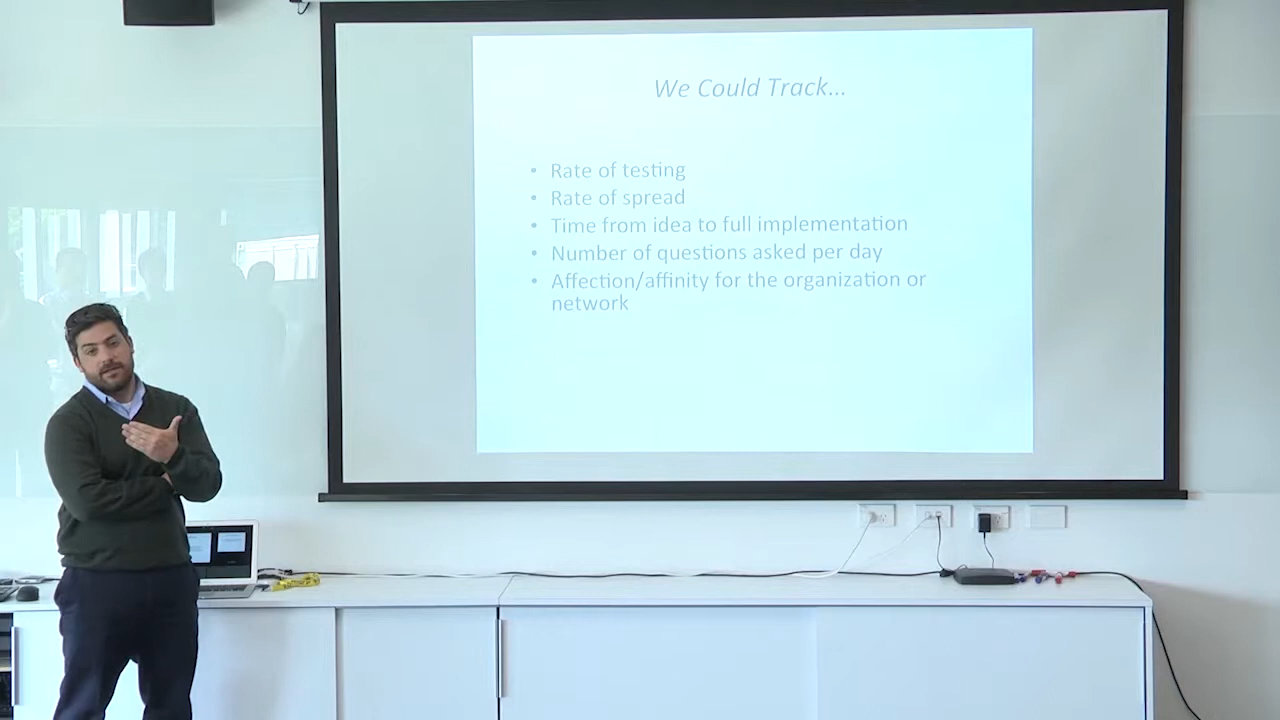 We Could Track...
• Rate of testing
• Rate of spread
• Time from idea to full implementation
• Number of questions asked per day
• Affection/affinity for the organization or
network